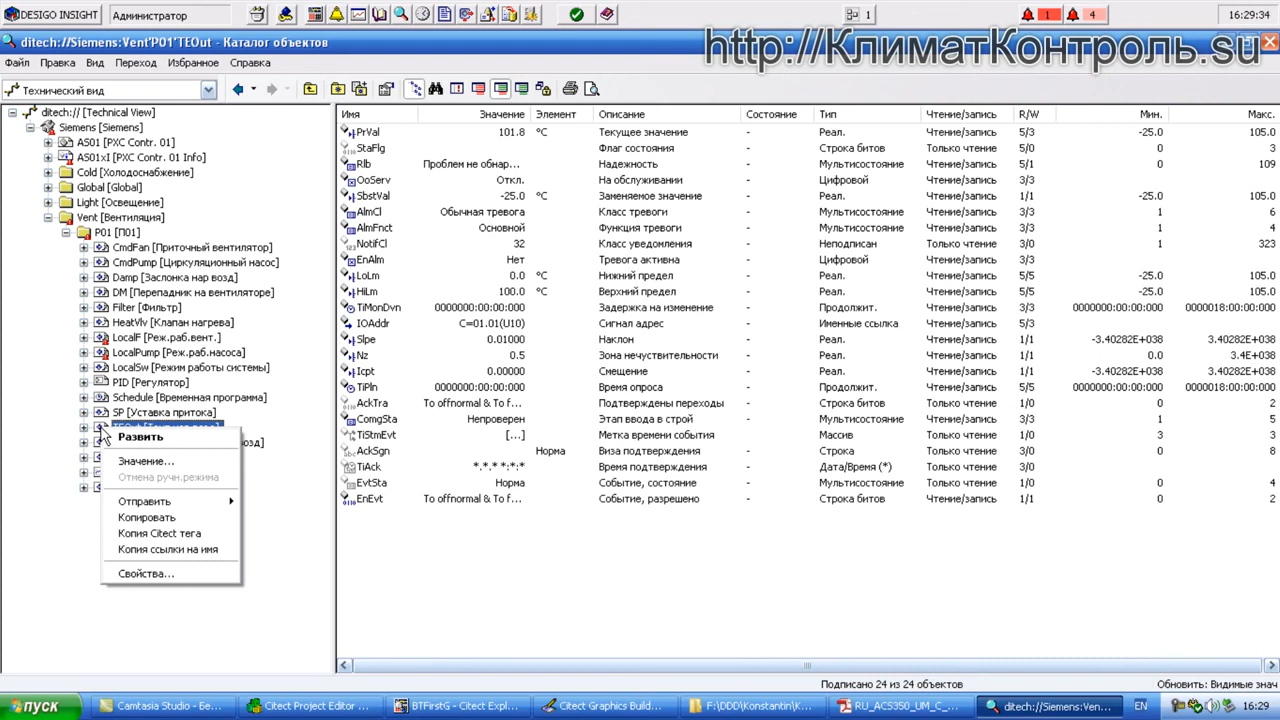 DESIGO INSIGHT Администратор 1 1 4 16:29:34
ditech://Siemens:Vent'P01'TEOut - Каталог объектов
http://КлиматКонтроль.su
Файл Правка Вид Переход Избранное Справка
Технический вид
ditech:// [Technical View]
Siemens [Siemens]
AS01 [PXC Contr. 01]
AS01xI [PXC Contr. 01 Info]
Cold [Холодоснабжение]
Global [Global]
Light [Освещение]
Vent [Вентиляция]
P01 [П01]
CmdFan [Приточный вентилятор]
CmdPump [Циркуляционный насос]
Damp [Заслонка нар возд]
DM [Перепадник на вентиляторе]
Filter [Фильтр]
HeatVlv [Клапан нагрева]
LocalF [Реж.раб.вент.]
LocalPump [Реж.раб.насоса]
LocalSw [Режим работы системы]
PID [Регулятор]
Schedule [Временная программа]
SP [Уставка притока]
возд]
Развить
Значение...
Отмена ручн.режима
Отправить
Копировать
Копия Citect тега
Копия ссылки на имя
Свойства...
Имя Значение Элемент Описание Состояние Тип Чтение/запись R/W Мин. Макс.
PrVal 101.8 °C Текущее значение - Реал. Чтение/запись 5/3 -25.0 105.0
StaFlg Флаг состояния - Строка битов Только чтение 5/0 0 3
Rlb Проблем не обнар... Надежность - Мультисостояние Чтение/запись 5/1 0 109
OoServ Откл. На обслуживании - Цифровой Чтение/запись 3/3
SbstVal -25.0 °C Заменяемое значение - Реал. Чтение/запись 1/1 -25.0 105.0
AlmCl Обычная тревога Класс тревоги - Мультисостояние Чтение/запись 3/3 1 6
AlmFnct Основной Функция тревоги - Мультисостояние Чтение/запись 3/3 1 4
NotifCl 32 Класс уведомления - Неподписан Только чтение 3/0 1 323
EnAlm Нет Тревога активна - Цифровой Чтение/запись 3/3
LoLm 0.0 °C Нижний предел - Реал. Чтение/запись 5/5 -25.0 105.0
HiLm 100.0 °C Верхний предел - Реал. Чтение/запись 5/5 -25.0 105.0
TiMonDvn 0000000:00:00:000 Задержка на изменение - Продолжит. Чтение/запись 3/3 0000000:00:00:000 0000018:00:00:000
IOAddr C=01.01(U10) Сигнал адрес - Именные ссылка Чтение/запись 5/3
Slpe 0.01000 Наклон - Реал. Чтение/запись 1/1 -3.40282E+038 3.40282E+038
Nz 0.5 Зона нечуствительности - Реал. Чтение/запись 1/1 0.0 3.4E+038
Icpt 0.00000 Смещение - Реал. Чтение/запись 1/1 -3.40282E+038 3.40282E+038
TiPln 0000000:00:00:000 Время опроса - Продолжит. Чтение/запись 5/5 0000000:00:00:000 0000018:00:00:000
AckTra To offnormal & To f... Подтверждены переходы - Строка битов Только чтение 3/0 0 2
ComgSta Непроверен Этап ввода в строй - Мультисостояние Чтение/запись 5/3 1 5
TiStmEvt [...] Метка времени события - Массив Только чтение 3/0 3 3
AckSgn Норма Виза подтверждения - Мультисостояние Только чтение 3/0 0 8
TiAck *.*.* *:*:* Время подтверждения - Дата/Время (*) Только чтение 3/0
EvtSta Норма Событие, состояние - Мультисостояние Только чтение 3/0 0 4
EnEvt To offnormal & To f... Событие, разрешено - Строка битов Чтение/запись 1/1 0 2
Подписано 24 из 24 объектов Обновить: Видимые знач
пуск Camtasia Studio - Бе... Citect Project Editor ... BTFirstG - Citect Expl... Citect Graphics Build... F:\DDD\Konstantin\К... RU_ACS350_UM_C_... ditech://Siemens:Ven... EN 16:29